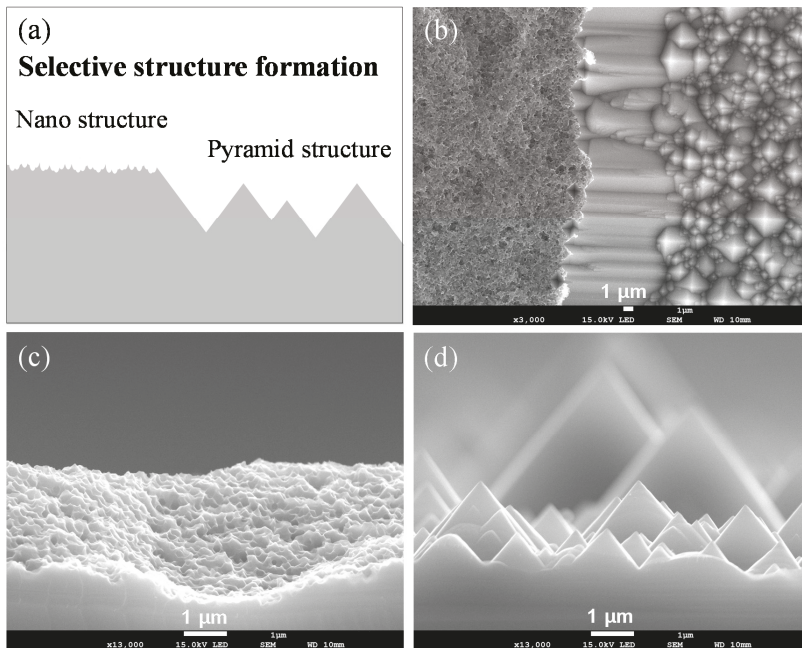 (a)
Selective structure formation
Nano structure
Pyramid structure
(b)
1 μm
1μm
x3,000 15.0kV LED SEM WD 10mm
(c)
1 μm
1μm
x13,000 15.0kV LED SEM WD 10mm
(d)
1 μm
1μm
x13,000 15.0kV LED SEM WD 10mm